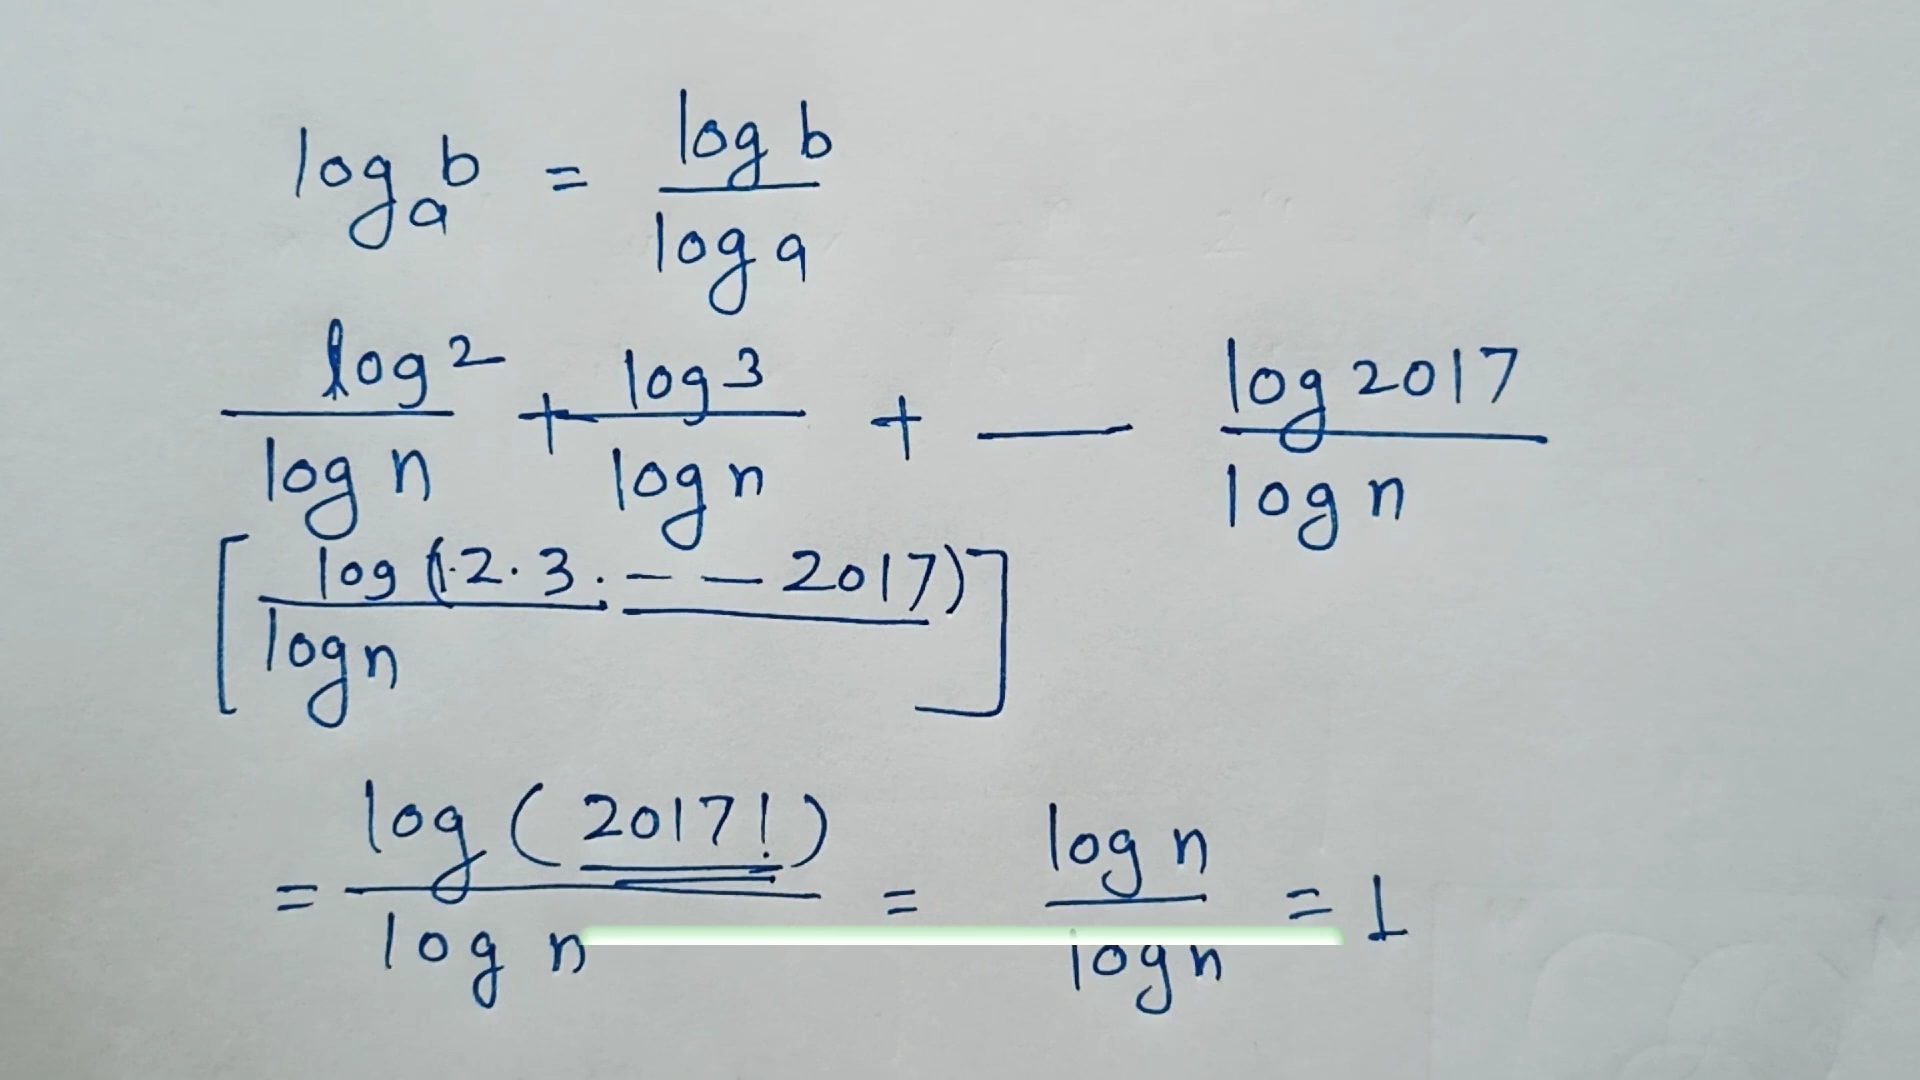 log_a b = log b / log a
log 2 / log n + log 3 / log n + — log 2017 / log n
[ log (1·2·3·– — 2017) / log n ]
= log (2017!) / log n = log n / log n = 1